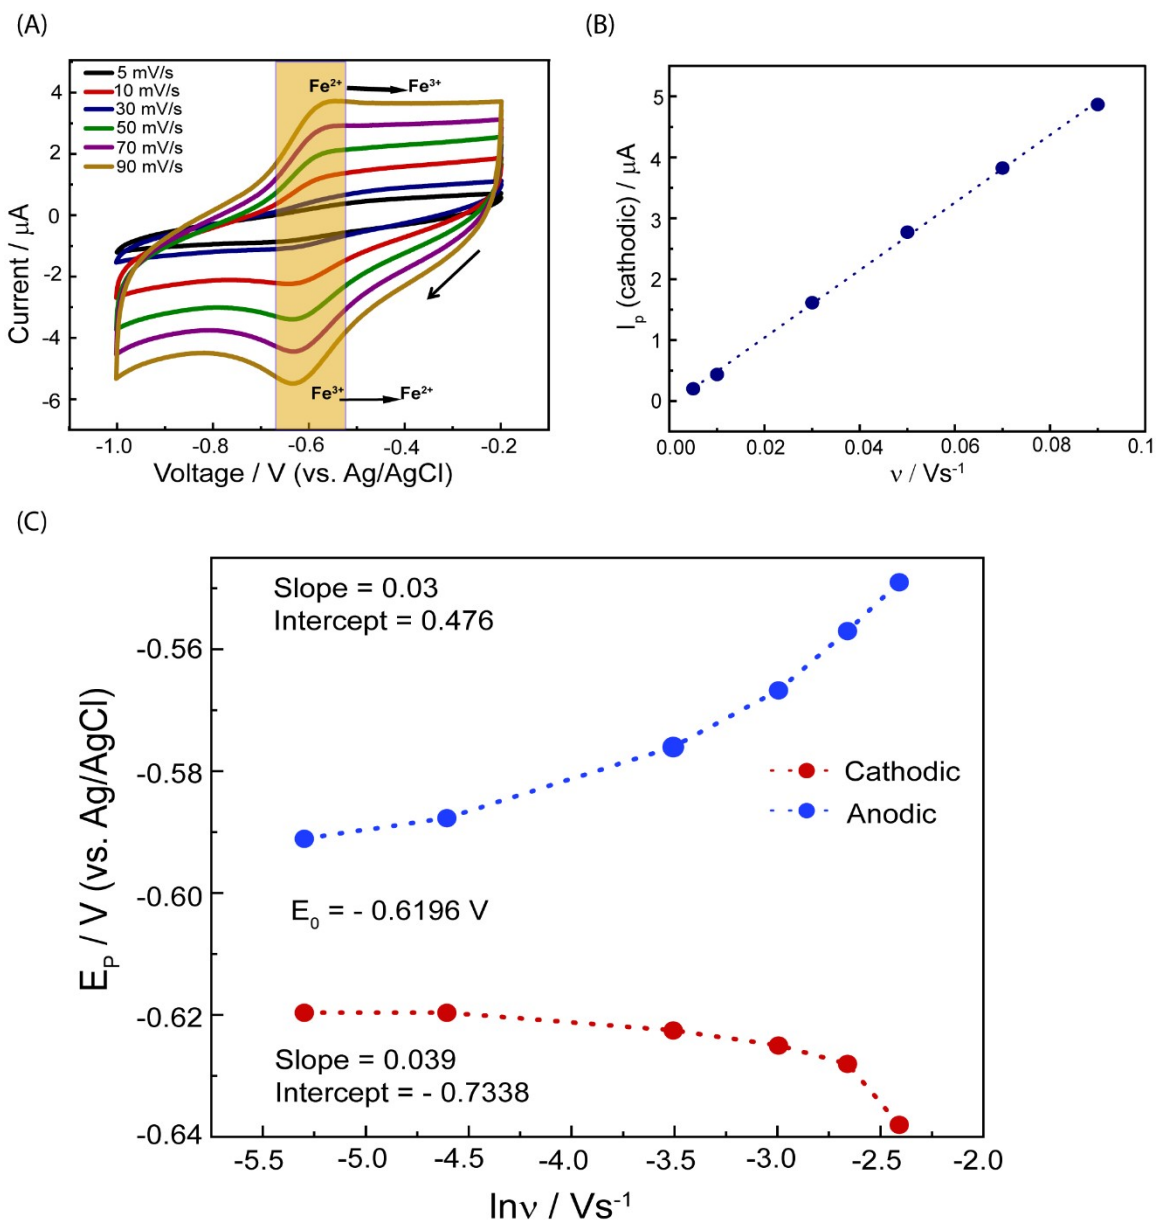 (A)
5 mV/s
10 mV/s
30 mV/s
50 mV/s
70 mV/s
90 mV/s
Fe²⁺ Fe³⁺
Fe³⁺ Fe²⁺
4
2
0
-2
-4
-6
Current / μA
-1.0 -0.8 -0.6 -0.4 -0.2
Voltage / V (vs. Ag/AgCl)
(B)
5
4
3
2
1
0
Iₚ (cathodic) / μA
0.00 0.02 0.04 0.06 0.08 0.1
ν / Vs⁻¹
(C)
Slope = 0.03
Intercept = 0.476
Cathodic
Anodic
E₀ = - 0.6196 V
Slope = 0.039
Intercept = - 0.7338
-0.56
-0.58
-0.60
-0.62
-0.64
E_P / V (vs. Ag/AgCl)
-5.5 -5.0 -4.5 -4.0 -3.5 -3.0 -2.5 -2.0
lnν / Vs⁻¹